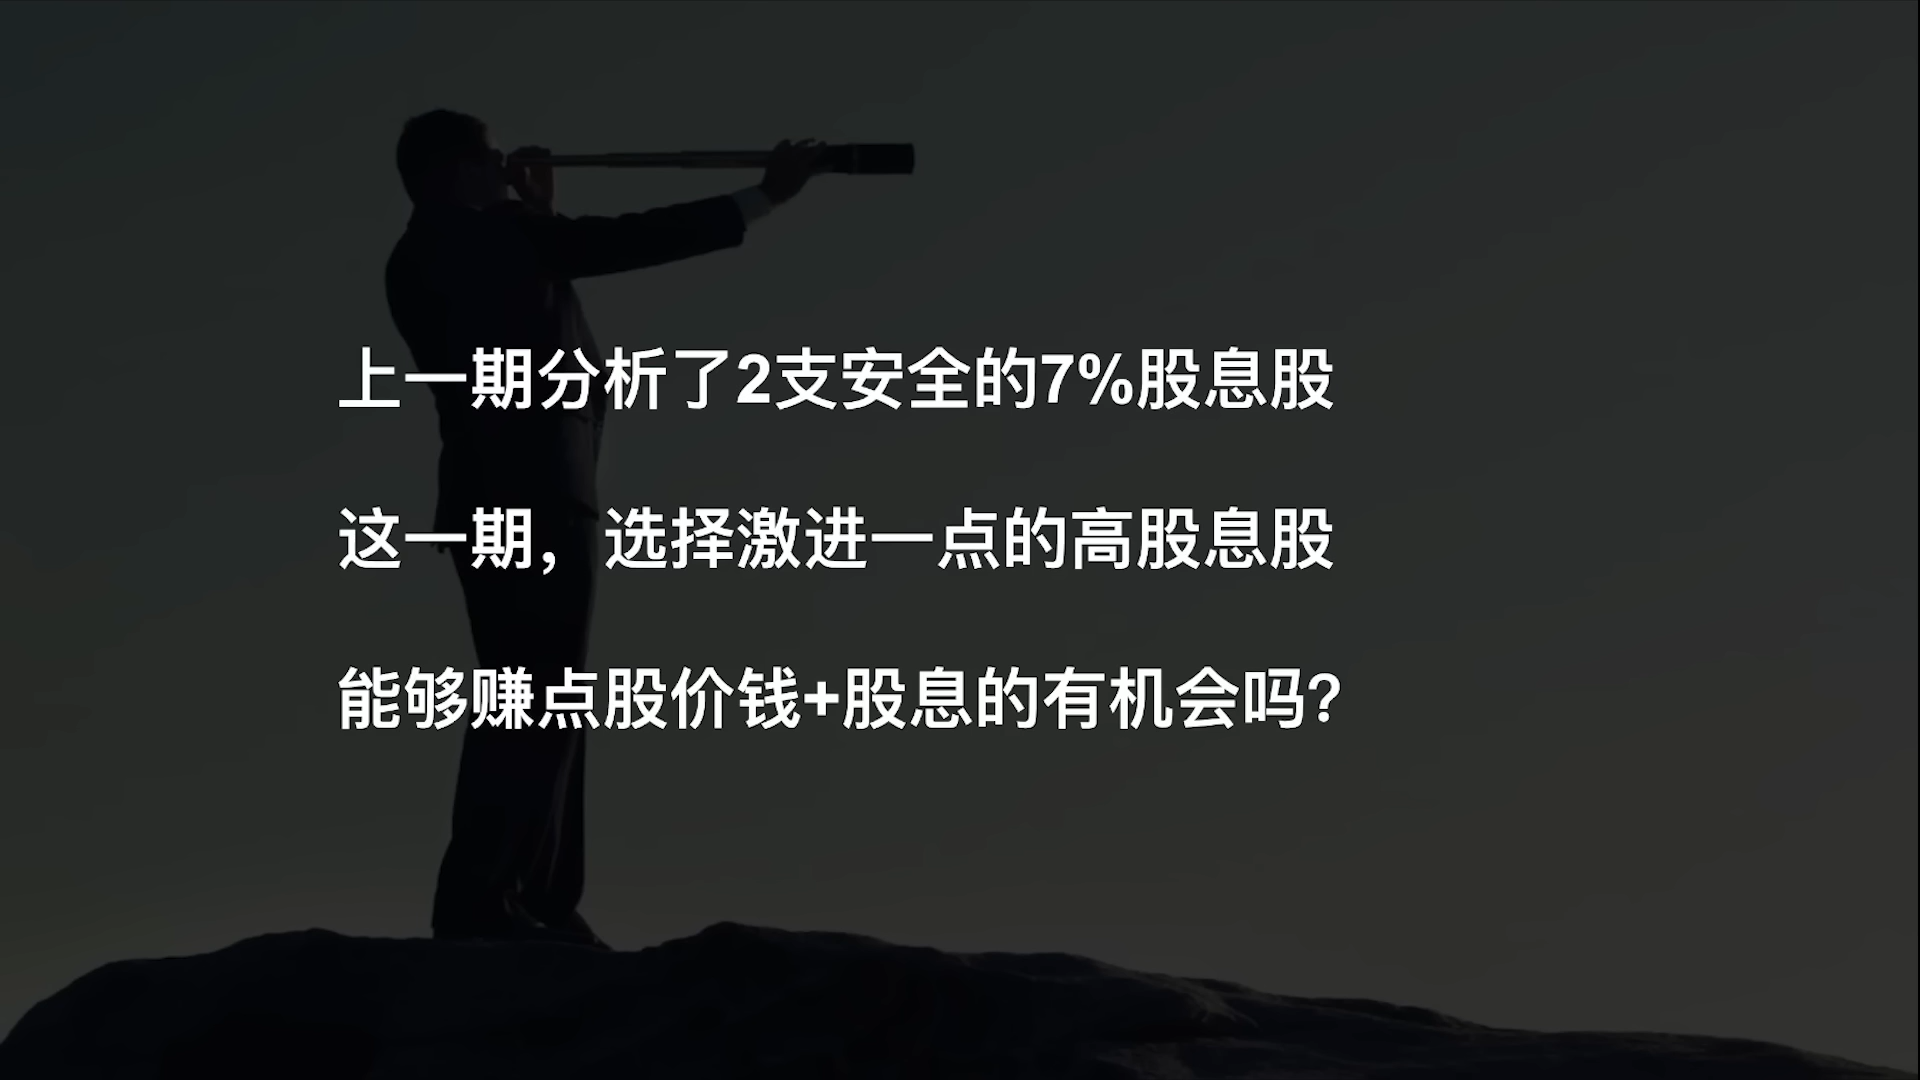 上一期分析了2支安全的7%股息股
这一期，选择激进一点的高股息股
能够赚点股价钱+股息的有机会吗？